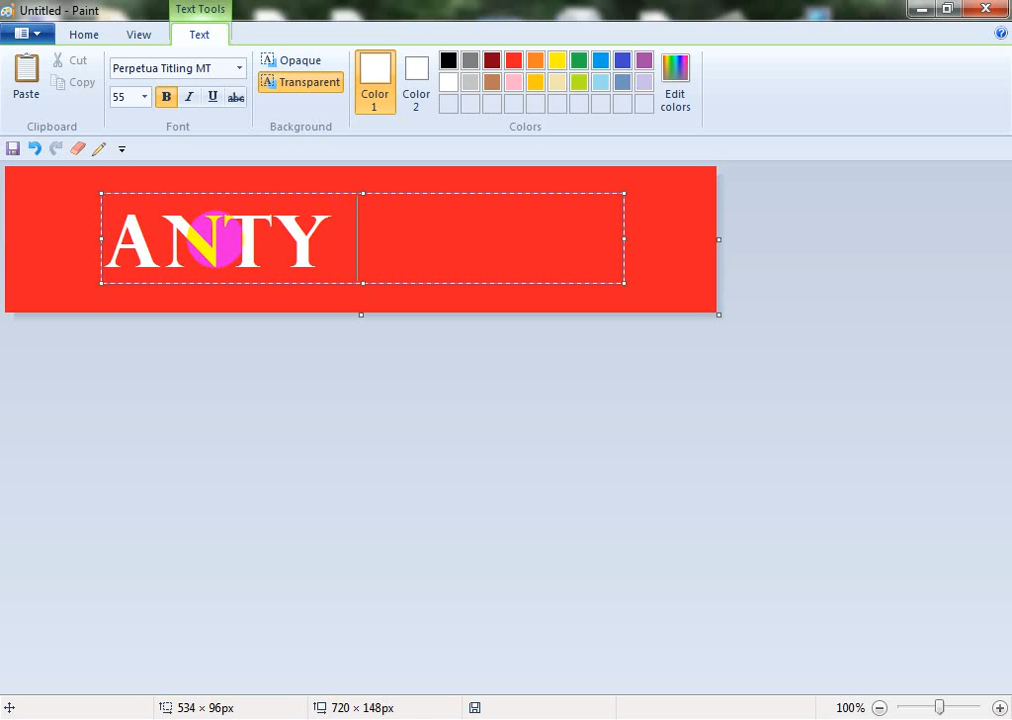 Untitled - Paint
Text Tools
Home
View
Text
Paste
Cut
Copy
Clipboard
Perpetua Titling MT
55
B I U abc
Font
Opaque
Transparent
Background
Color 1
Color 2
Edit colors
Colors
ANTY
534 × 96px
720 × 148px
100%